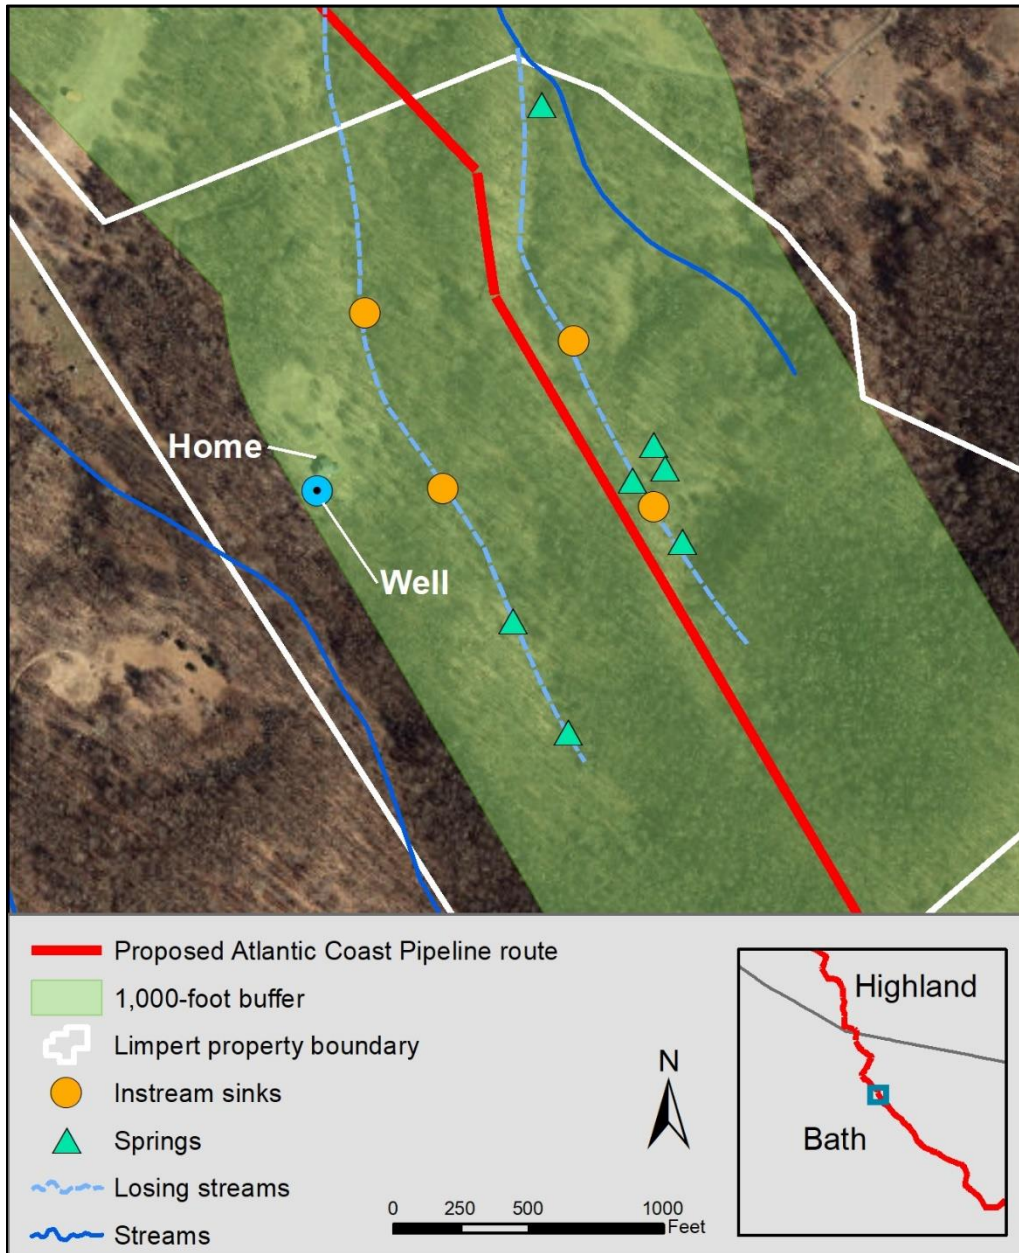 Home
Well
Proposed Atlantic Coast Pipeline route
1,000-foot buffer
Limpert property boundary
Instream sinks
Springs
Losing streams
Streams
N
0 250 500 1000
Feet
Highland
Bath